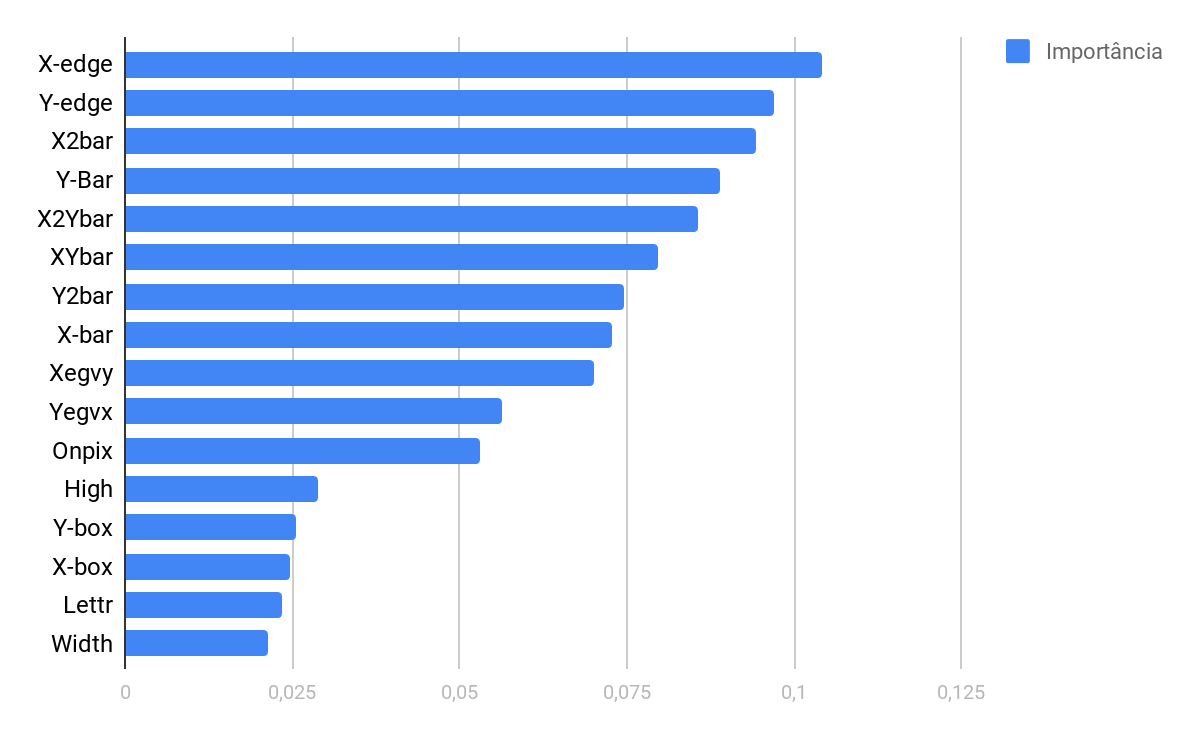 Importância
X-edge
Y-edge
X2bar
Y-Bar
X2Ybar
XYbar
Y2bar
X-bar
Xegvy
Yegvx
Onpix
High
Y-box
X-box
Lettr
Width
0 0,025 0,05 0,075 0,1 0,125